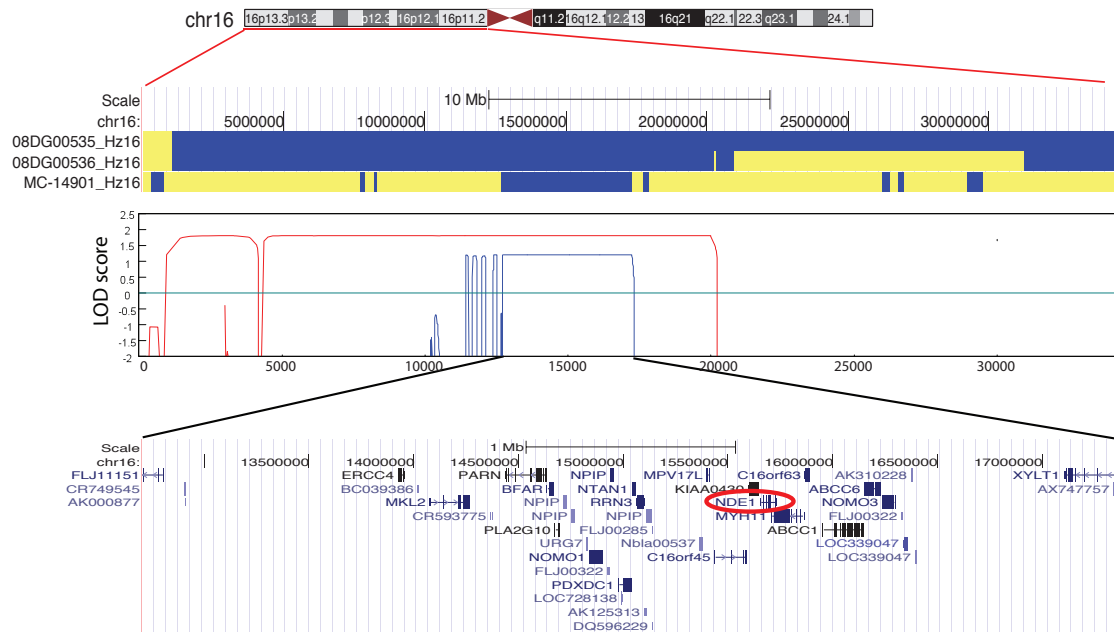 chr16 16p13.3 p13.2 p12.3 16p12.1 16p11.2 q11.2 16q12.1 12.2 13 16q21 q22.1 22.3 q23.1 24.1
Scale 10 Mb
chr16: 5000000 10000000 15000000 20000000 25000000 30000000
08DG00535_Hz16
08DG00536_Hz16
MC-14901_Hz16
LOD score
2.5
2
1.5
1
0.5
0
-0.5
-1
-1.5
-2
0 5000 10000 15000 20000 25000 30000
Scale 1 Mb
chr16: 13500000 14000000 14500000 15000000 15500000 16000000 16500000 17000000
FLJ11151 ERCC4 PARN NPIP MPV17L C16orf63 AK310228 XYLT1
CR749545 BC039386 BFAR NTAN1 KIAA0430 ABCC6 AX747757
AK000877 MKL2 NPIP RRN3 NDE1 NOMO3
CR593775 NPIP NPIP MYH11 FLJ00322
PLA2G10 FLJ00285 ABCC1
URG7 Nbla00537 LOC339047
NOMO1 C16orf45 LOC339047
FLJ00322
PDXDC1
LOC728138
AK125313
DQ596229